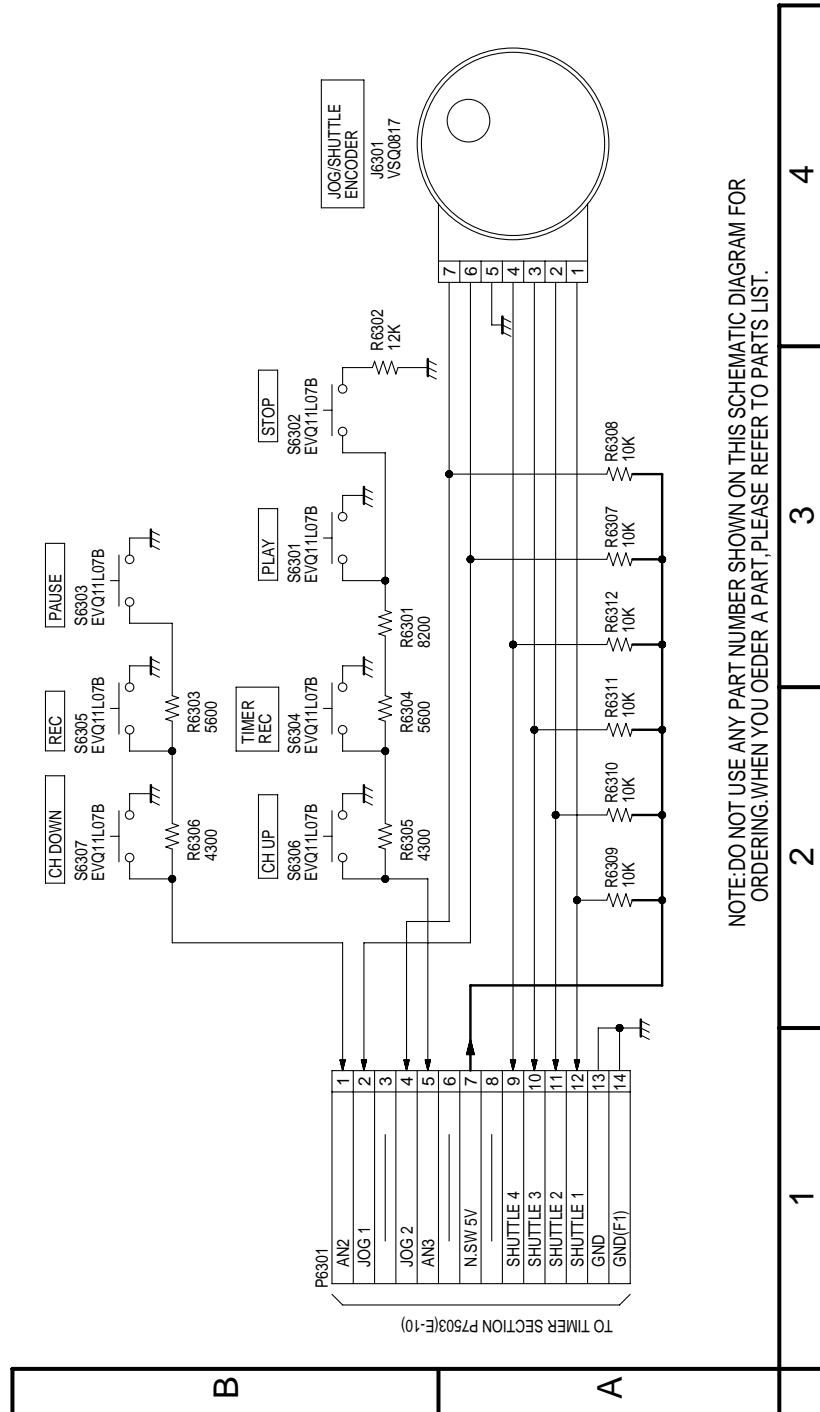 PAUSE
S6303
EVQ11L07B
REC
S6305
EVQ11L07B
R6303
5600
CH DOWN
S6307
EVQ11L07B
R6306
4300
STOP
S6302
EVQ11L07B
R6302
12K
PLAY
S6301
EVQ11L07B
R6301
8200
TIMER
REC
S6304
EVQ11L07B
R6304
5600
CH UP
S6306
EVQ11L07B
R6305
4300
JOG/SHUTTLE
ENCODER
J6301
VSQ0817
7
6
5
4
3
2
1
R6309
10K
R6310
10K
R6311
10K
R6312
10K
R6307
10K
R6308
10K
P6301
AN2 1
JOG 1 2
3
JOG 2 4
AN3 5
6
N.SW 5V 7
8
SHUTTLE 4 9
SHUTTLE 3 10
SHUTTLE 2 11
SHUTTLE 1 12
GND 13
GND(F1) 14
TO TIMER SECTION P7503(E-10)
NOTE:DO NOT USE ANY PART NUMBER SHOWN ON THIS SCHEMATIC DIAGRAM FOR
ORDERING.WHEN YOU OEDER A PART,PLEASE REFER TO PARTS LIST.
B
A
1
2
3
4